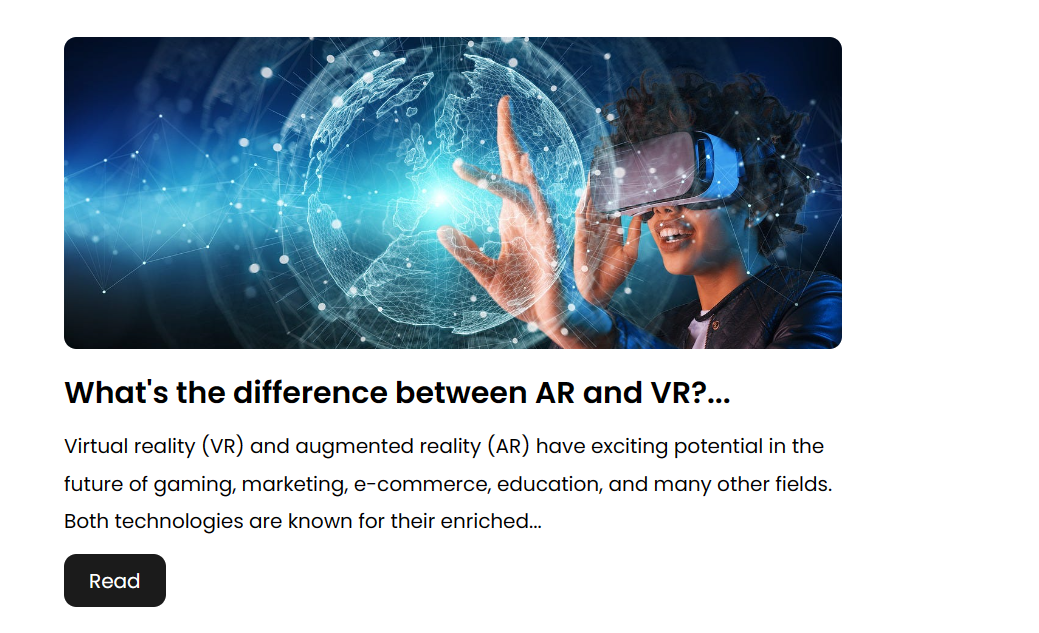 What's the difference between AR and VR?...
Virtual reality (VR) and augmented reality (AR) have exciting potential in the
future of gaming, marketing, e-commerce, education, and many other fields.
Both technologies are known for their enriched...
Read